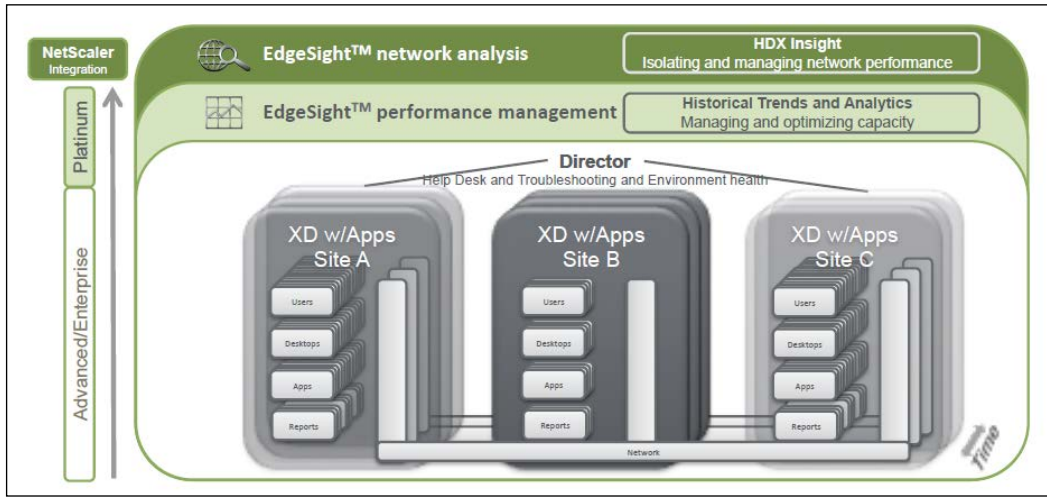 NetScaler
Integration
EdgeSight™ network analysis
HDX Insight
Isolating and managing network performance
Platinum
EdgeSight™ performance management
Historical Trends and Analytics
Managing and optimizing capacity
Advanced/Enterprise
Director
Help Desk and Troubleshooting and Environment health
XD w/Apps
Site A
Users
Desktops
Apps
Reports
XD w/Apps
Site B
Users
Desktops
Apps
Reports
XD w/Apps
Site C
Users
Desktops
Apps
Reports
Network
Time